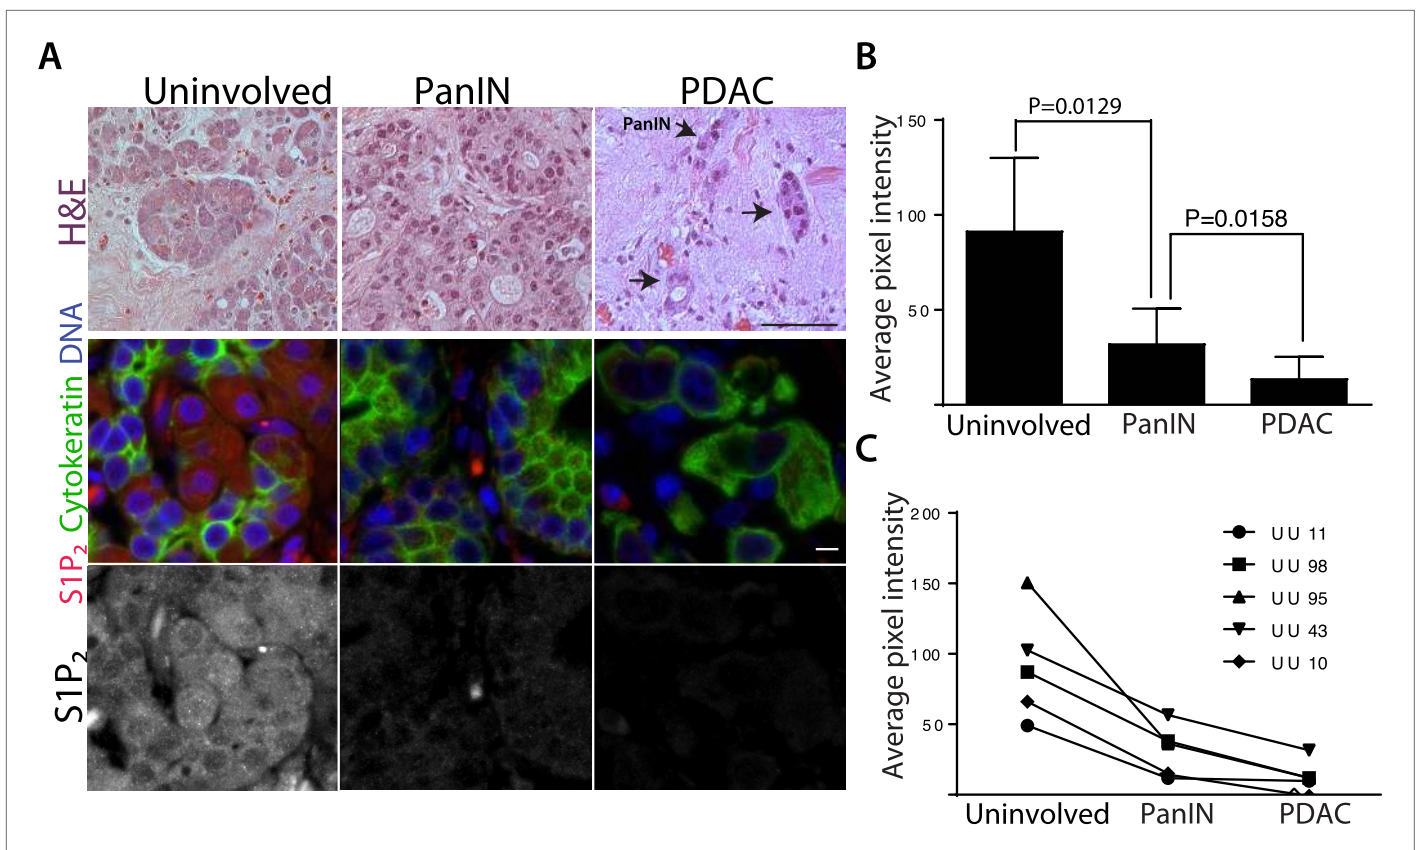 A
Uninvolved
PanIN
PDAC
H&E
PanIN
S1P2 Cytokeratin DNA
S1P2
B
Average pixel intensity
150
100
50
P=0.0129
P=0.0158
Uninvolved
PanIN
PDAC
C
Average pixel intensity
200
150
100
50
UU 11
UU 98
UU 95
UU 43
UU 10
Uninvolved
PanIN
PDAC